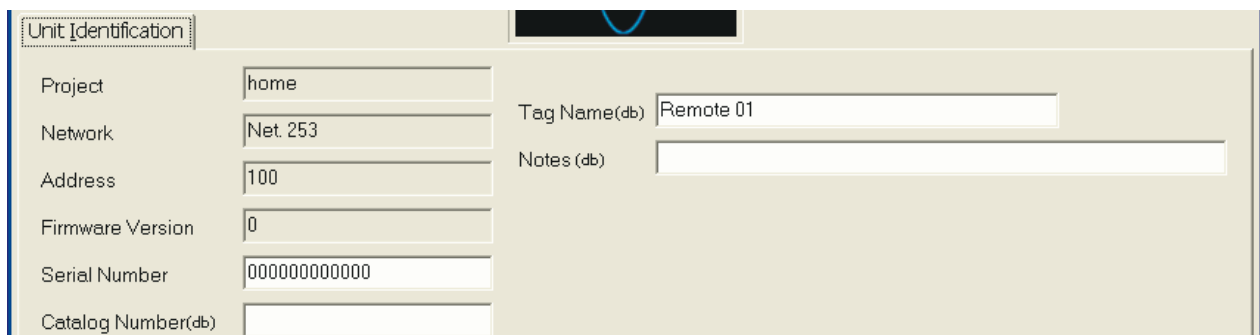 Unit Identification
Project home
Network Net. 253
Address 100
Firmware Version 0
Serial Number 000000000000
Catalog Number(db)
Tag Name(db) Remote 01
Notes (db)